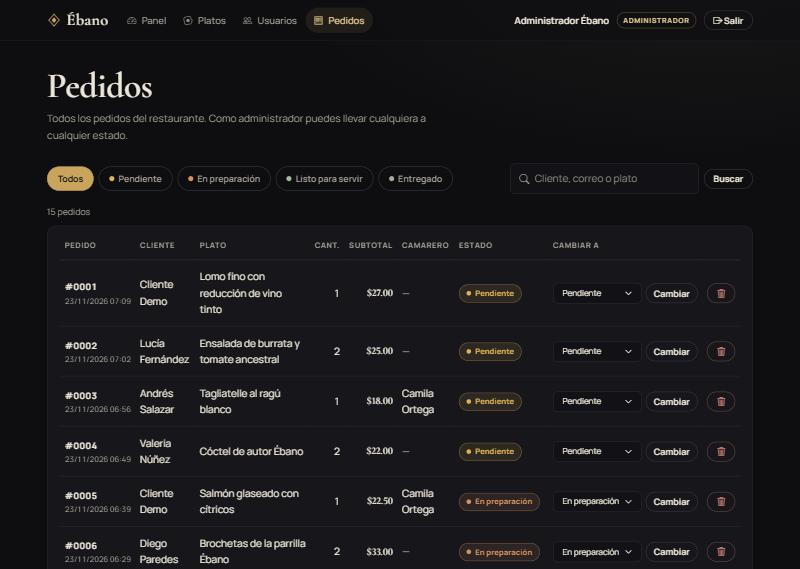 Ébano Panel Platos Usuarios Pedidos Administrador Ébano ADMINISTRADOR Salir
Pedidos
Todos los pedidos del restaurante. Como administrador puedes llevar cualquiera a
cualquier estado.
Todos Pendiente En preparación Listo para servir Entregado Cliente, correo o plato Buscar
15 pedidos
PEDIDO CLIENTE PLATO CANT. SUBTOTAL CAMARERO ESTADO CAMBIAR A
#0001 23/11/2026 07:09 Cliente Demo Lomo fino con reducción de vino tinto 1 $27.00 — Pendiente Pendiente Cambiar
#0002 23/11/2026 07:02 Lucía Fernández Ensalada de burrata y tomate ancestral 2 $25.00 — Pendiente Pendiente Cambiar
#0003 23/11/2026 06:56 Andrés Salazar Tagliatelle al ragú blanco 1 $18.00 Camila Ortega Pendiente Pendiente Cambiar
#0004 23/11/2026 06:49 Valeria Núñez Cóctel de autor Ébano 2 $22.00 — Pendiente Pendiente Cambiar
#0005 23/11/2026 06:39 Cliente Demo Salmón glaseado con cítricos 1 $22.50 Camila Ortega En preparación En preparación Cambiar
#0006 23/11/2026 06:29 Diego Paredes Brochetas de la parrilla Ébano 2 $33.00 — En preparación En preparación Cambiar